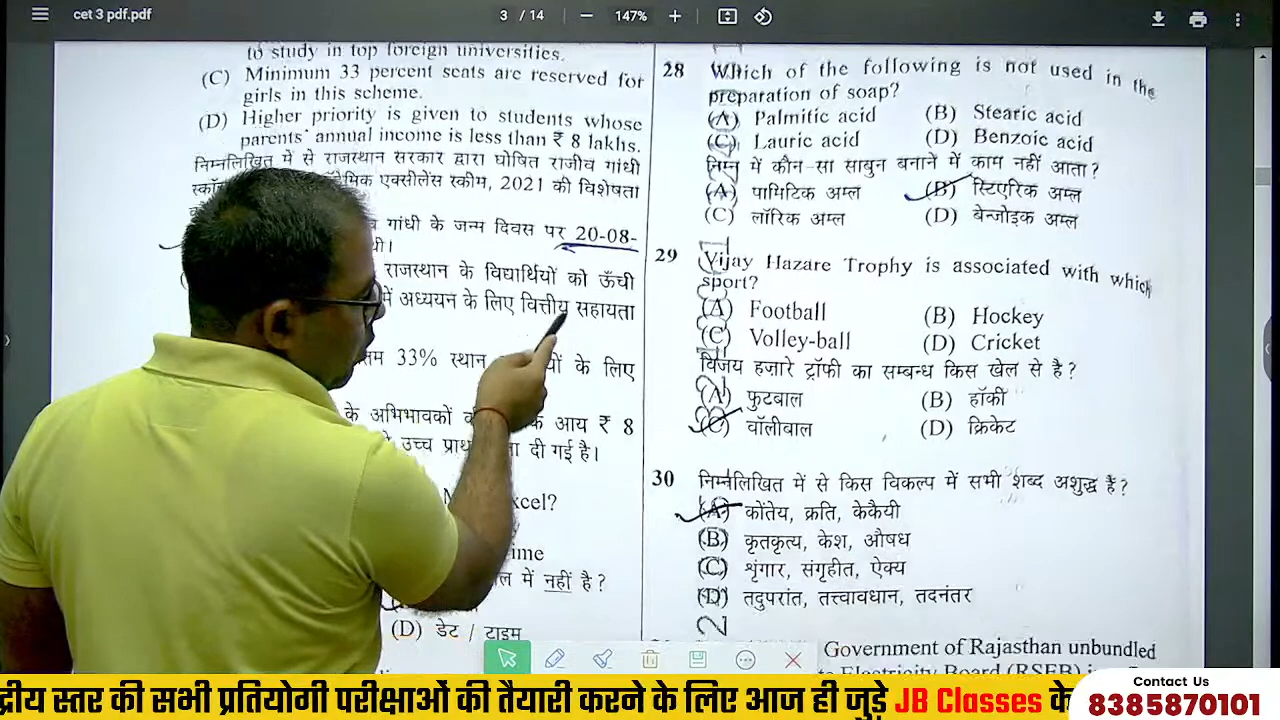 cet 3 pdf.pdf
3 / 14
147%
to study in top foreign universities.
(C) Minimum 33 percent seats are reserved for
girls in this scheme.
(D) Higher priority is given to students whose
parents' annual income is less than ₹ 8 lakhs.
निम्नलिखित में से राजस्थान सरकार द्वारा घोषित राजीव गांधी
एक्सीलेंस स्कीम, 2021 की विशेषता
गांधी के जन्म दिवस पर 20-08-
राजस्थान के विद्यार्थियों को ऊँची
में अध्ययन के लिए वित्तीय सहायता
33% स्थान के लिए
के अभिभावकों आय ₹ 8
उच्च दी गई है।
में नहीं है?
(D) डेट / टाइम
28 Which of the following is not used in the
preparation of soap?
(A) Palmitic acid (B) Stearic acid
(C) Lauric acid (D) Benzoic acid
निम्न में कौन-सा साबुन बनाने में काम नहीं आता?
(A) पामिटिक अम्ल (B) स्टिएरिक अम्ल
(C) लॉरिक अम्ल (D) बेन्जोइक अम्ल
29 Vijay Hazare Trophy is associated with which
sport?
(A) Football (B) Hockey
(C) Volley-ball (D) Cricket
विजय हज़ारे ट्रॉफी का सम्बन्ध किस खेल से है?
(A) फुटबाल (B) हॉकी
(C) वॉलीबाल (D) क्रिकेट
30 निम्नलिखित में से किस विकल्प में सभी शब्द अशुद्ध हैं?
(A) कोंतेय, क्रति, केकैयी
(B) कृतकृत्य, केश, औषध
(C) शृंगार, संगृहीत, ऐक्य
(D) तदुपरांत, तत्त्वावधान, तदनंतर
Government of Rajasthan unbundled
Electricity Board (RSEB)
स्तर की सभी प्रतियोगी परीक्षाओं की तैयारी करने के लिए आज ही जुड़े JB Classes के
Contact Us
8385870101